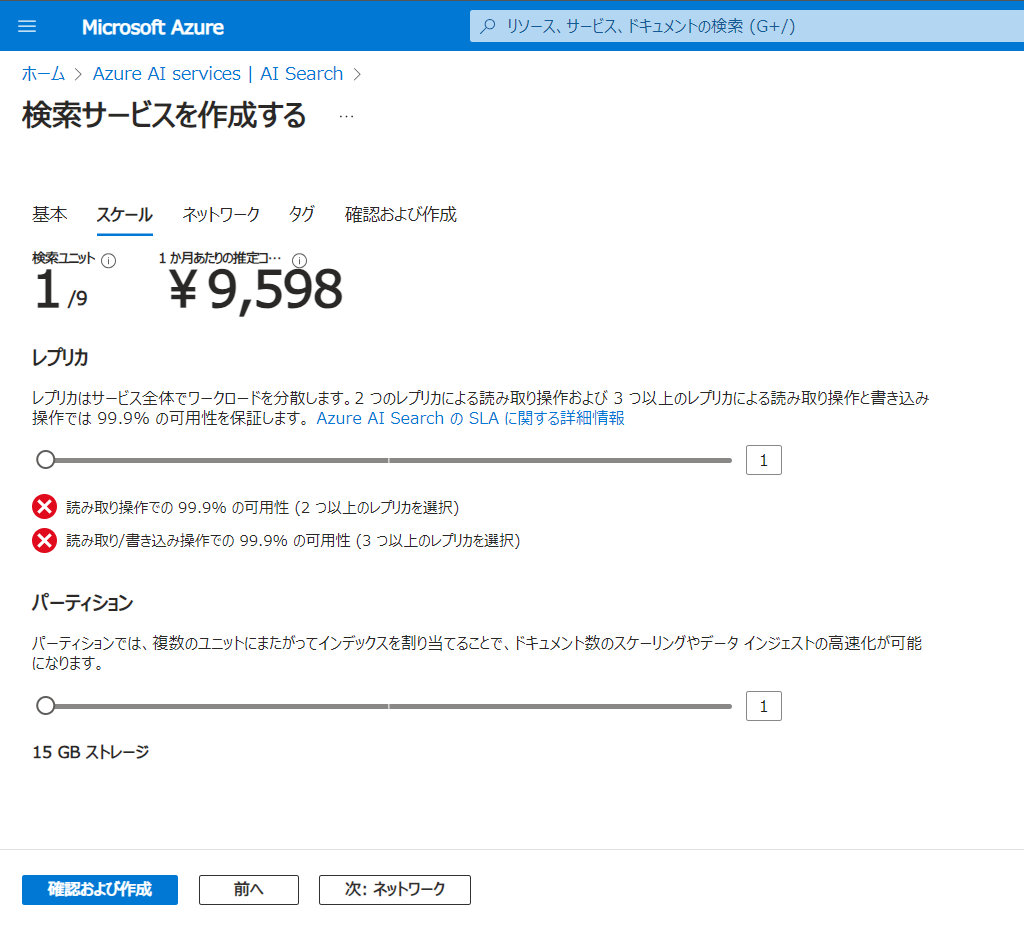 Microsoft Azure
リソース、サービス、ドキュメントの検索 (G+/)
ホーム > Azure AI services | AI Search >
検索サービスを作成する ...
基本 スケール ネットワーク タグ 確認および作成
検索ユニット 1 か月あたりの推定コ…
1 /9 ¥ 9,598
レプリカ
レプリカはサービス全体でワークロードを分散します。2 つのレプリカによる読み取り操作および 3 つ以上のレプリカによる読み取り操作と書き込み
操作では 99.9% の可用性を保証します。 Azure AI Search の SLA に関する詳細情報
1
読み取り操作での 99.9% の可用性 (2 つ以上のレプリカを選択)
読み取り/書き込み操作での 99.9% の可用性 (3 つ以上のレプリカを選択)
パーティション
パーティションでは、複数のユニットにまたがってインデックスを割り当てることで、ドキュメント数のスケーリングやデータ インジェストの高速化が可能
になります。
1
15 GB ストレージ
確認および作成 前へ 次: ネットワーク